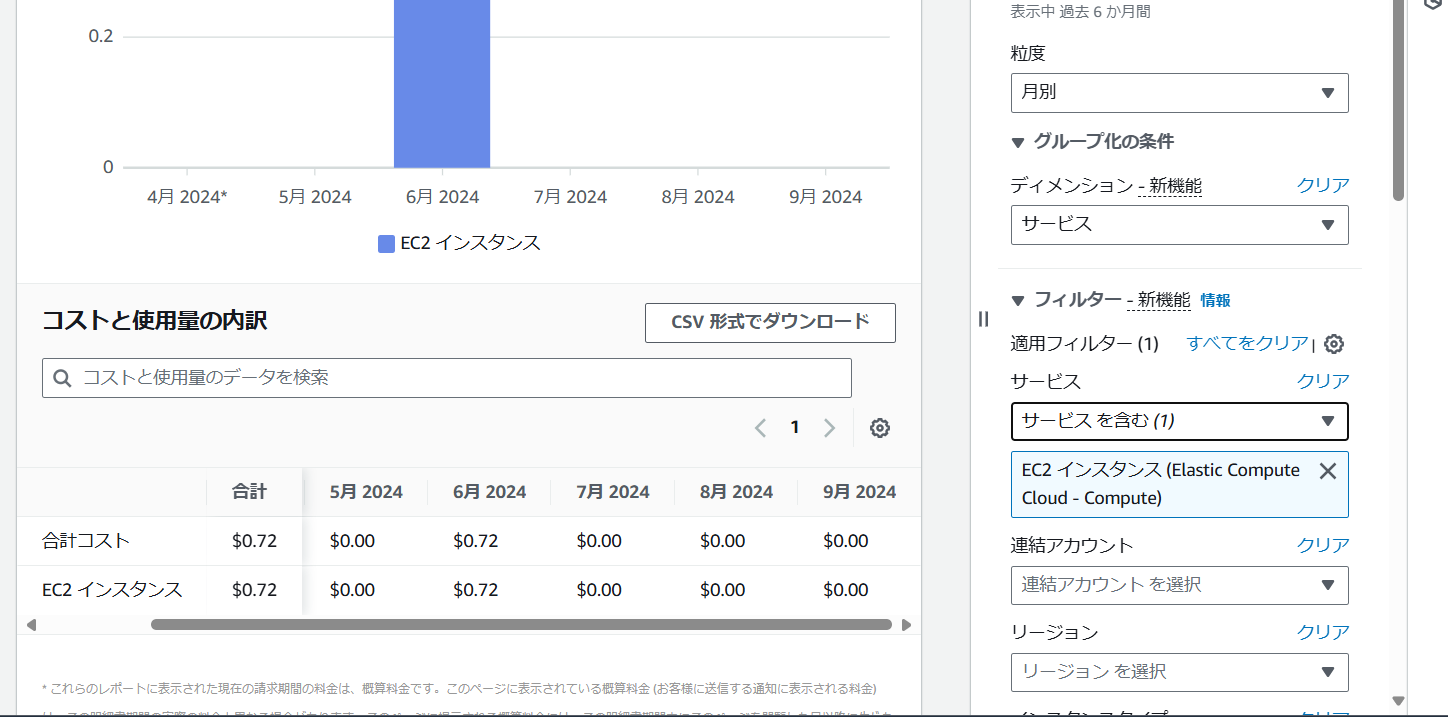 0.2
0
4月 2024* 5月 2024 6月 2024 7月 2024 8月 2024 9月 2024
EC2 インスタンス
コストと使用量の内訳
CSV 形式でダウンロード
コストと使用量のデータを検索
1
合計 5月 2024 6月 2024 7月 2024 8月 2024 9月 2024
合計コスト $0.72 $0.00 $0.72 $0.00 $0.00 $0.00
EC2 インスタンス $0.72 $0.00 $0.72 $0.00 $0.00 $0.00
* これらのレポートに表示された現在の請求期間の料金は、概算料金です。このページに表示されている概算料金 (お客様に送信する通知に表示される料金)
表示中 過去 6 か月間
粒度
月別
グループ化の条件
ディメンション - 新機能 クリア
サービス
フィルター - 新機能 情報
適用フィルター (1) すべてをクリア |
サービス クリア
サービス を含む (1)
EC2 インスタンス (Elastic Compute
Cloud - Compute)
連結アカウント クリア
連結アカウント を選択
リージョン クリア
リージョン を選択